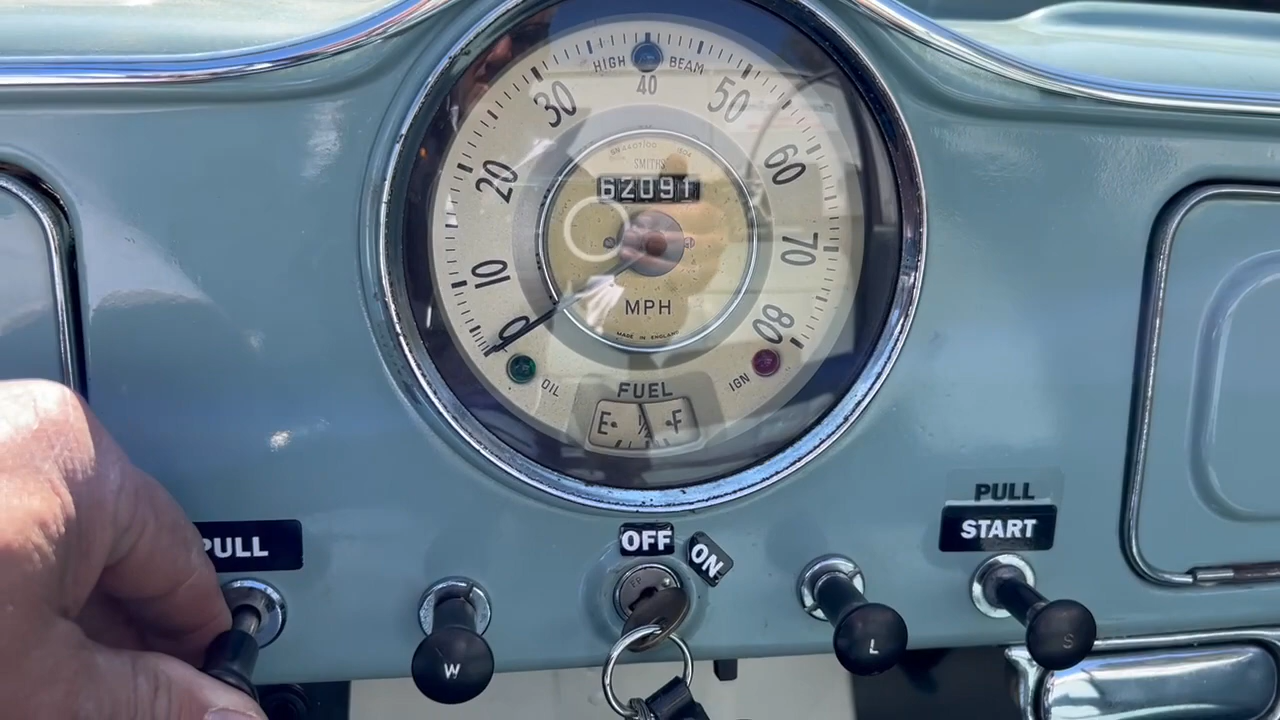 HIGH BEAM
0
10
20
30
40
50
60
70
80
SMITHS
62091
MPH
MADE IN ENGLAND
OIL
IGN
FUEL
E
1/2
F
PULL
OFF
ON
PULL
START
W
L
S